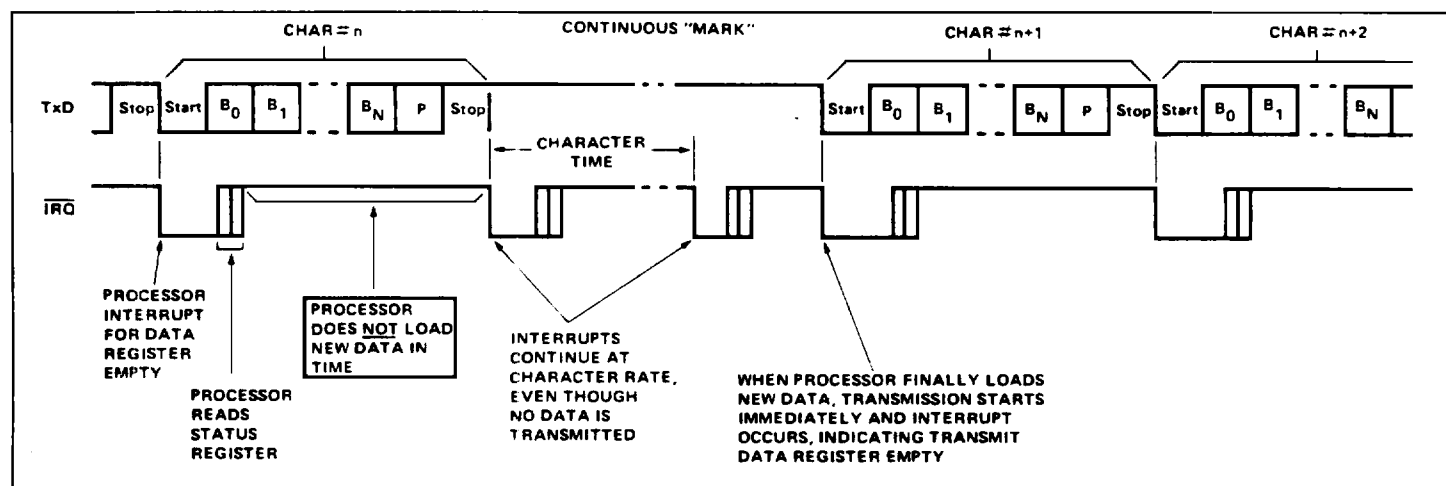 CHAR≠n
CONTINUOUS "MARK"
CHAR≠n+1
CHAR≠n+2
TxD
Stop
Start
B0
B1
BN
P
Stop
Start
B0
B1
BN
P
Stop
Start
B0
B1
BN
CHARACTER
TIME
IRQ
PROCESSOR
INTERRUPT
FOR DATA
REGISTER
EMPTY
PROCESSOR
READS
STATUS
REGISTER
PROCESSOR
DOES NOT LOAD
NEW DATA IN
TIME
INTERRUPTS
CONTINUE AT
CHARACTER RATE,
EVEN THOUGH
NO DATA IS
TRANSMITTED
WHEN PROCESSOR FINALLY LOADS
NEW DATA, TRANSMISSION STARTS
IMMEDIATELY AND INTERRUPT
OCCURS, INDICATING TRANSMIT
DATA REGISTER EMPTY